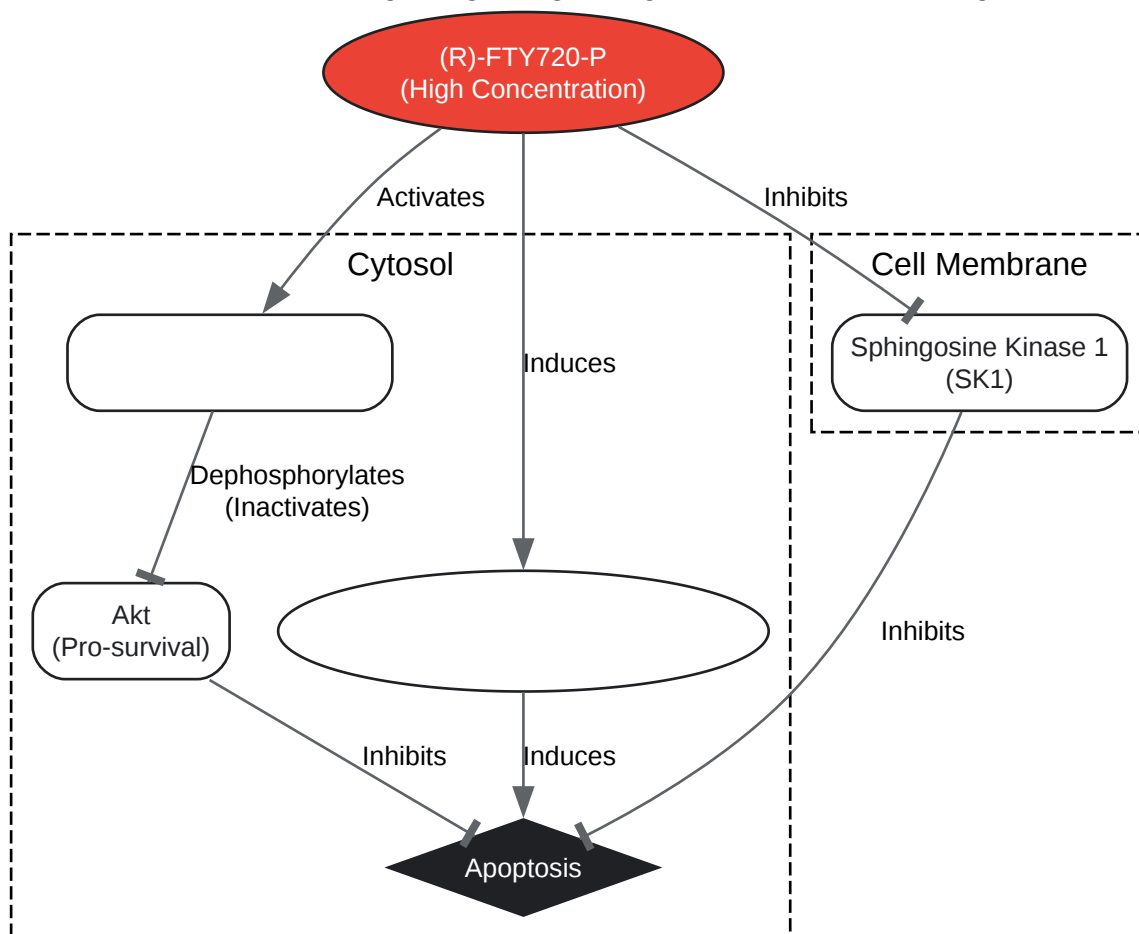 (R)-FTY720-P
(High Concentration)
Activates
Inhibits
Cytosol
Cell Membrane
Induces
Sphingosine Kinase 1
(SK1)
Dephosphorylates
(Inactivates)
Akt
(Pro-survival)
Inhibits
Inhibits
Induces
Apoptosis